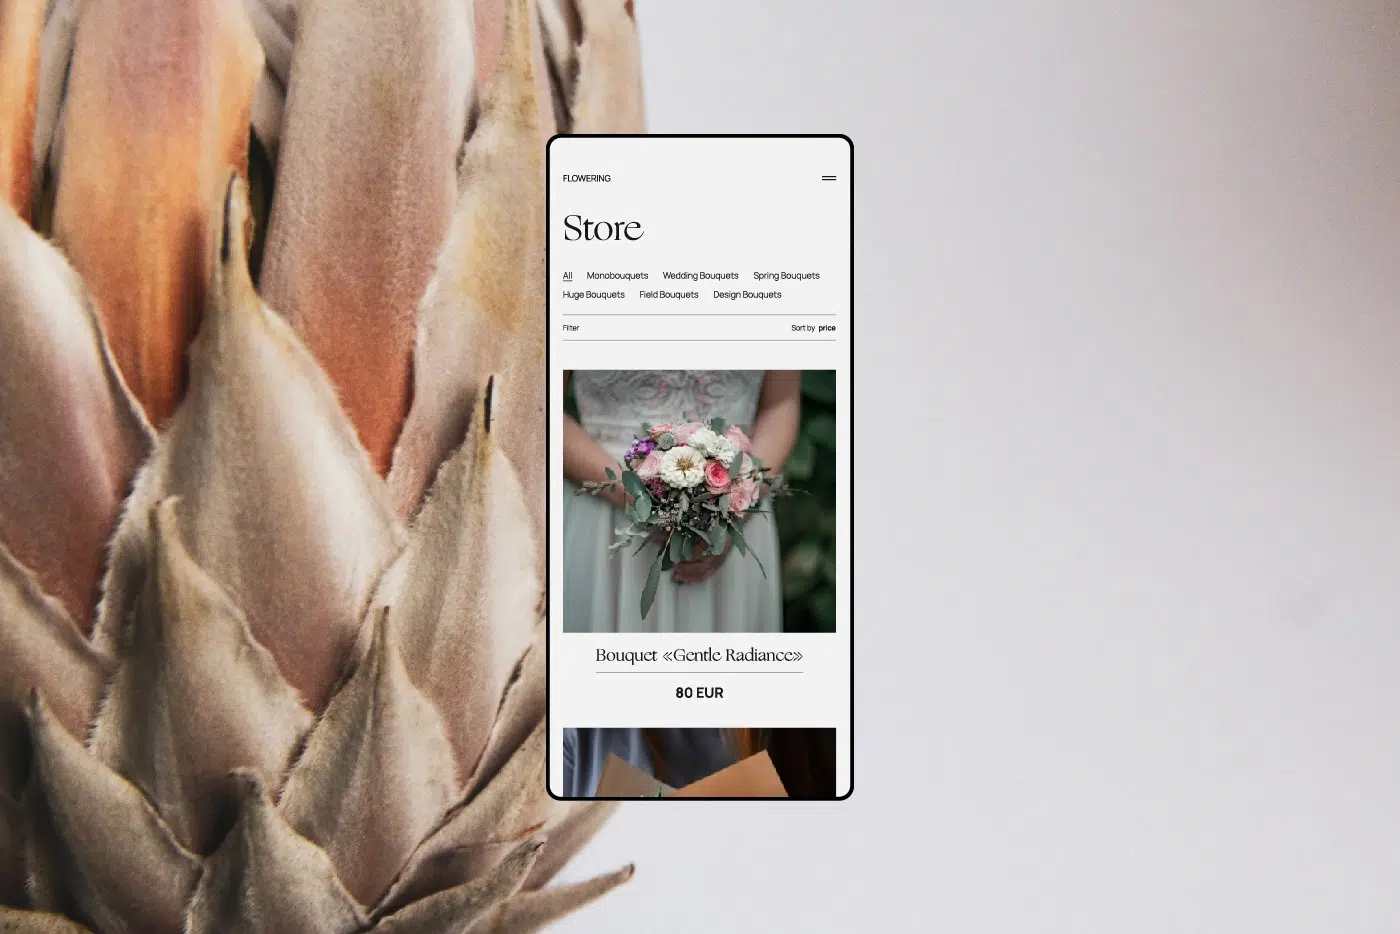 FLOWERING
Store
All Monobouquets Wedding Bouquets Spring Bouquets
Huge Bouquets Field Bouquets Design Bouquets
Filter Sort by price
Bouquet «Gentle Radiance»
80 EUR